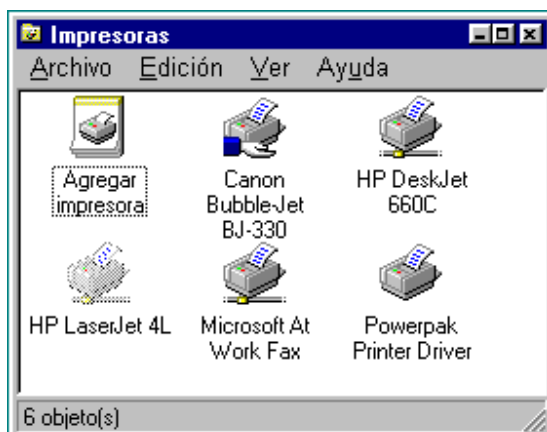 Impresoras
Archivo Edición Ver Ayuda
Agregar
impresora
Canon
Bubble-Jet
BJ-330
HP DeskJet
660C
HP LaserJet 4L
Microsoft At
Work Fax
Powerpak
Printer Driver
6 objeto(s)